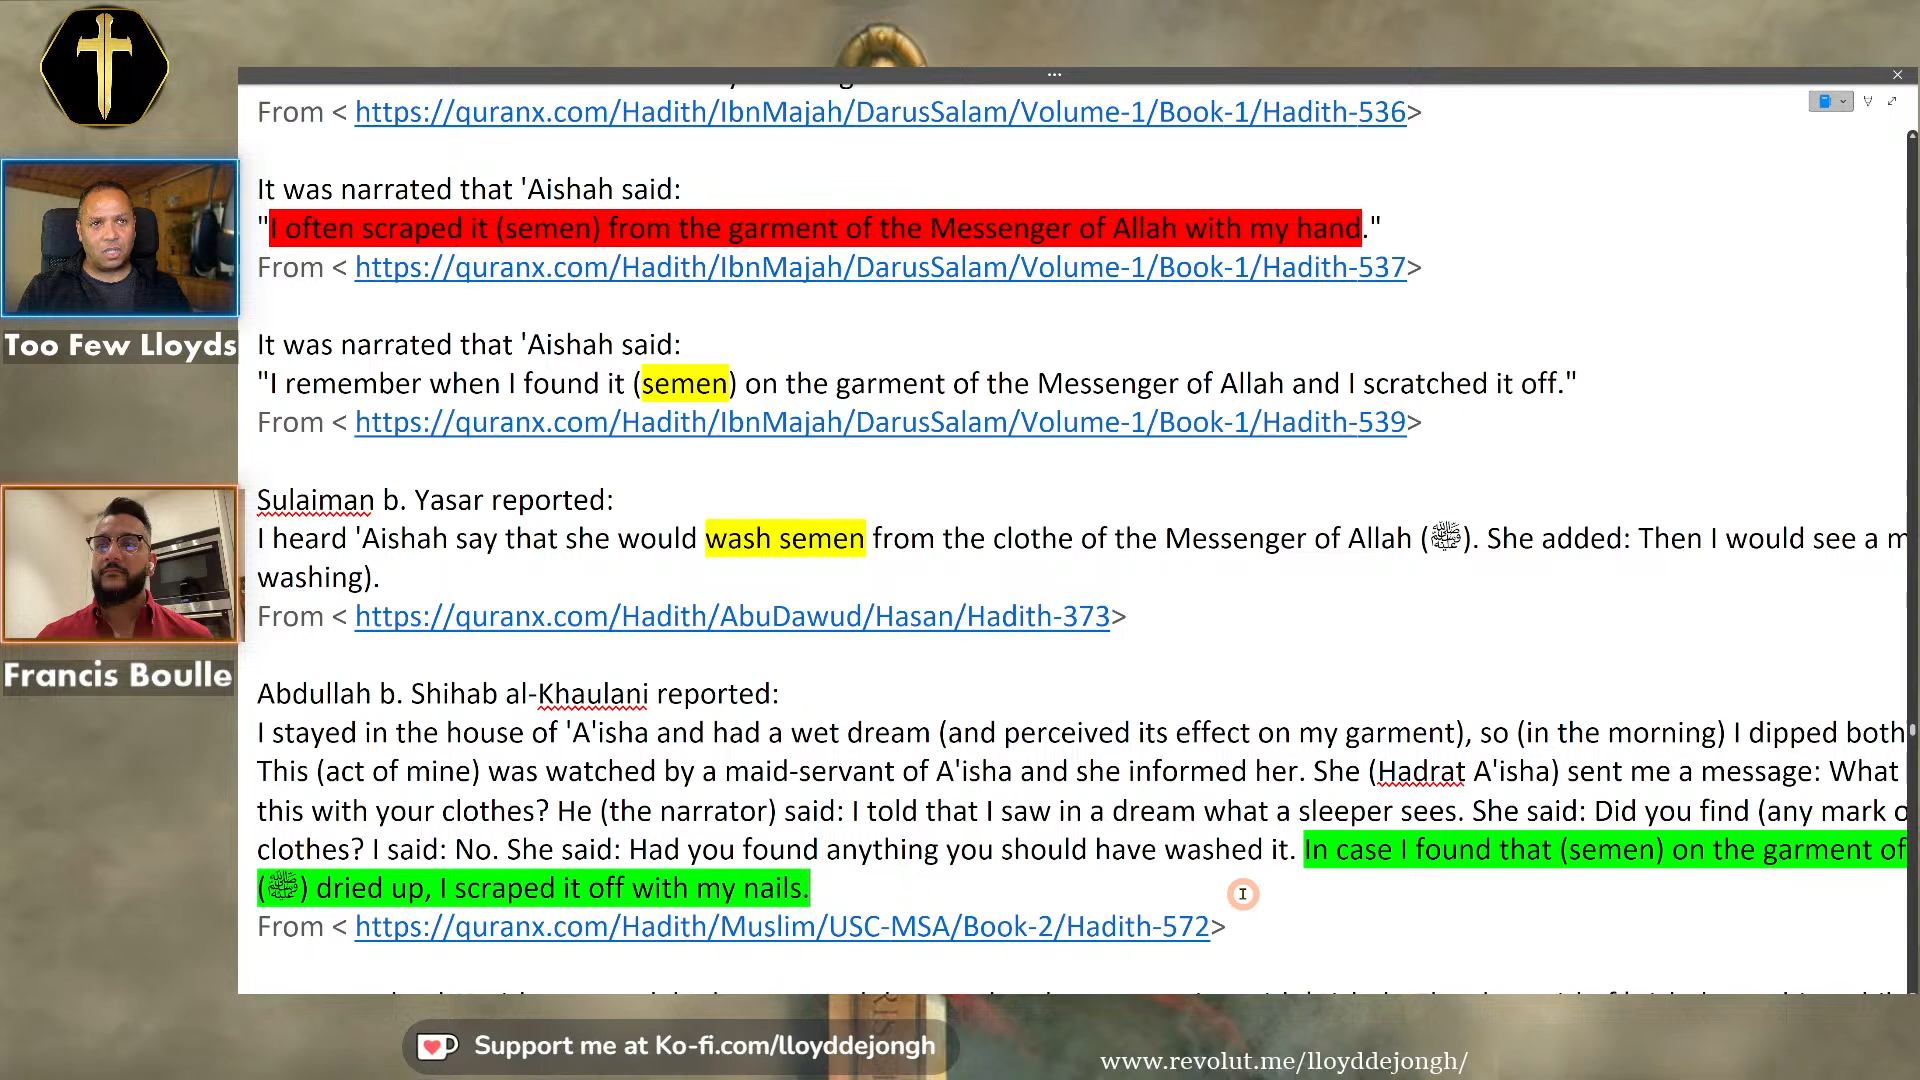 From < https://quranx.com/Hadith/IbnMajah/DarusSalam/Volume-1/Book-1/Hadith-536>
It was narrated that 'Aishah said:
"I often scraped it (semen) from the garment of the Messenger of Allah with my hand."
From < https://quranx.com/Hadith/IbnMajah/DarusSalam/Volume-1/Book-1/Hadith-537>
Too Few Lloyds
It was narrated that 'Aishah said:
"I remember when I found it (semen) on the garment of the Messenger of Allah and I scratched it off."
From < https://quranx.com/Hadith/IbnMajah/DarusSalam/Volume-1/Book-1/Hadith-539>
Sulaiman b. Yasar reported:
I heard 'Aishah say that she would wash semen from the clothe of the Messenger of Allah (ﷺ). She added: Then I would see a m
washing).
From < https://quranx.com/Hadith/AbuDawud/Hasan/Hadith-373>
Francis Boulle
Abdullah b. Shihab al-Khaulani reported:
I stayed in the house of 'A'isha and had a wet dream (and perceived its effect on my garment), so (in the morning) I dipped both
This (act of mine) was watched by a maid-servant of A'isha and she informed her. She (Hadrat A'isha) sent me a message: What
this with your clothes? He (the narrator) said: I told that I saw in a dream what a sleeper sees. She said: Did you find (any mark o
clothes? I said: No. She said: Had you found anything you should have washed it. In case I found that (semen) on the garment of
(ﷺ) dried up, I scraped it off with my nails.
From < https://quranx.com/Hadith/Muslim/USC-MSA/Book-2/Hadith-572>
Support me at Ko-fi.com/lloyddejongh
www.revolut.me/lloyddejongh/